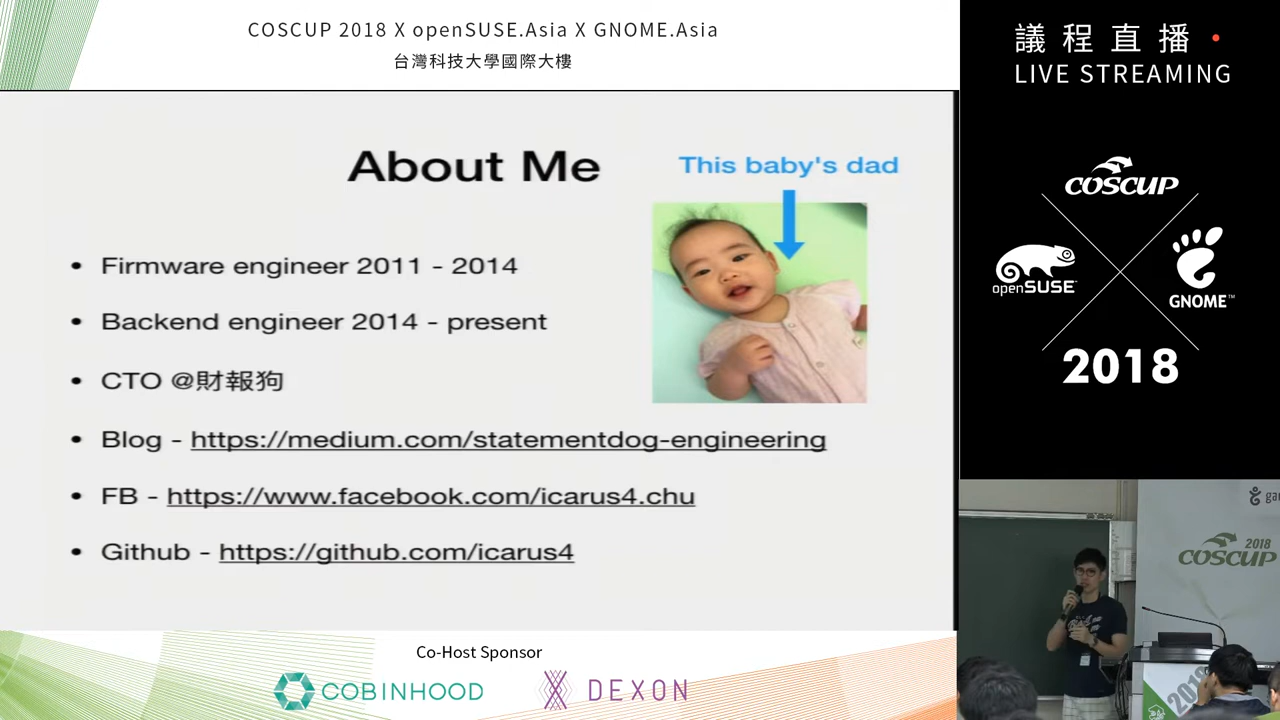 COSCUP 2018 X openSUSE.Asia X GNOME.Asia
台灣科技大學國際大樓
議程直播
LIVE STREAMING
About Me
This baby's dad
• Firmware engineer 2011 - 2014
• Backend engineer 2014 - present
• CTO @財報狗
• Blog - https://medium.com/statementdog-engineering
• FB - https://www.facebook.com/icarus4.chu
• Github - https://github.com/icarus4
COSCUP
openSUSE
GNOME™
2018
2018
COSCUP
2018
Co-Host Sponsor
COBINHOOD
DEXON